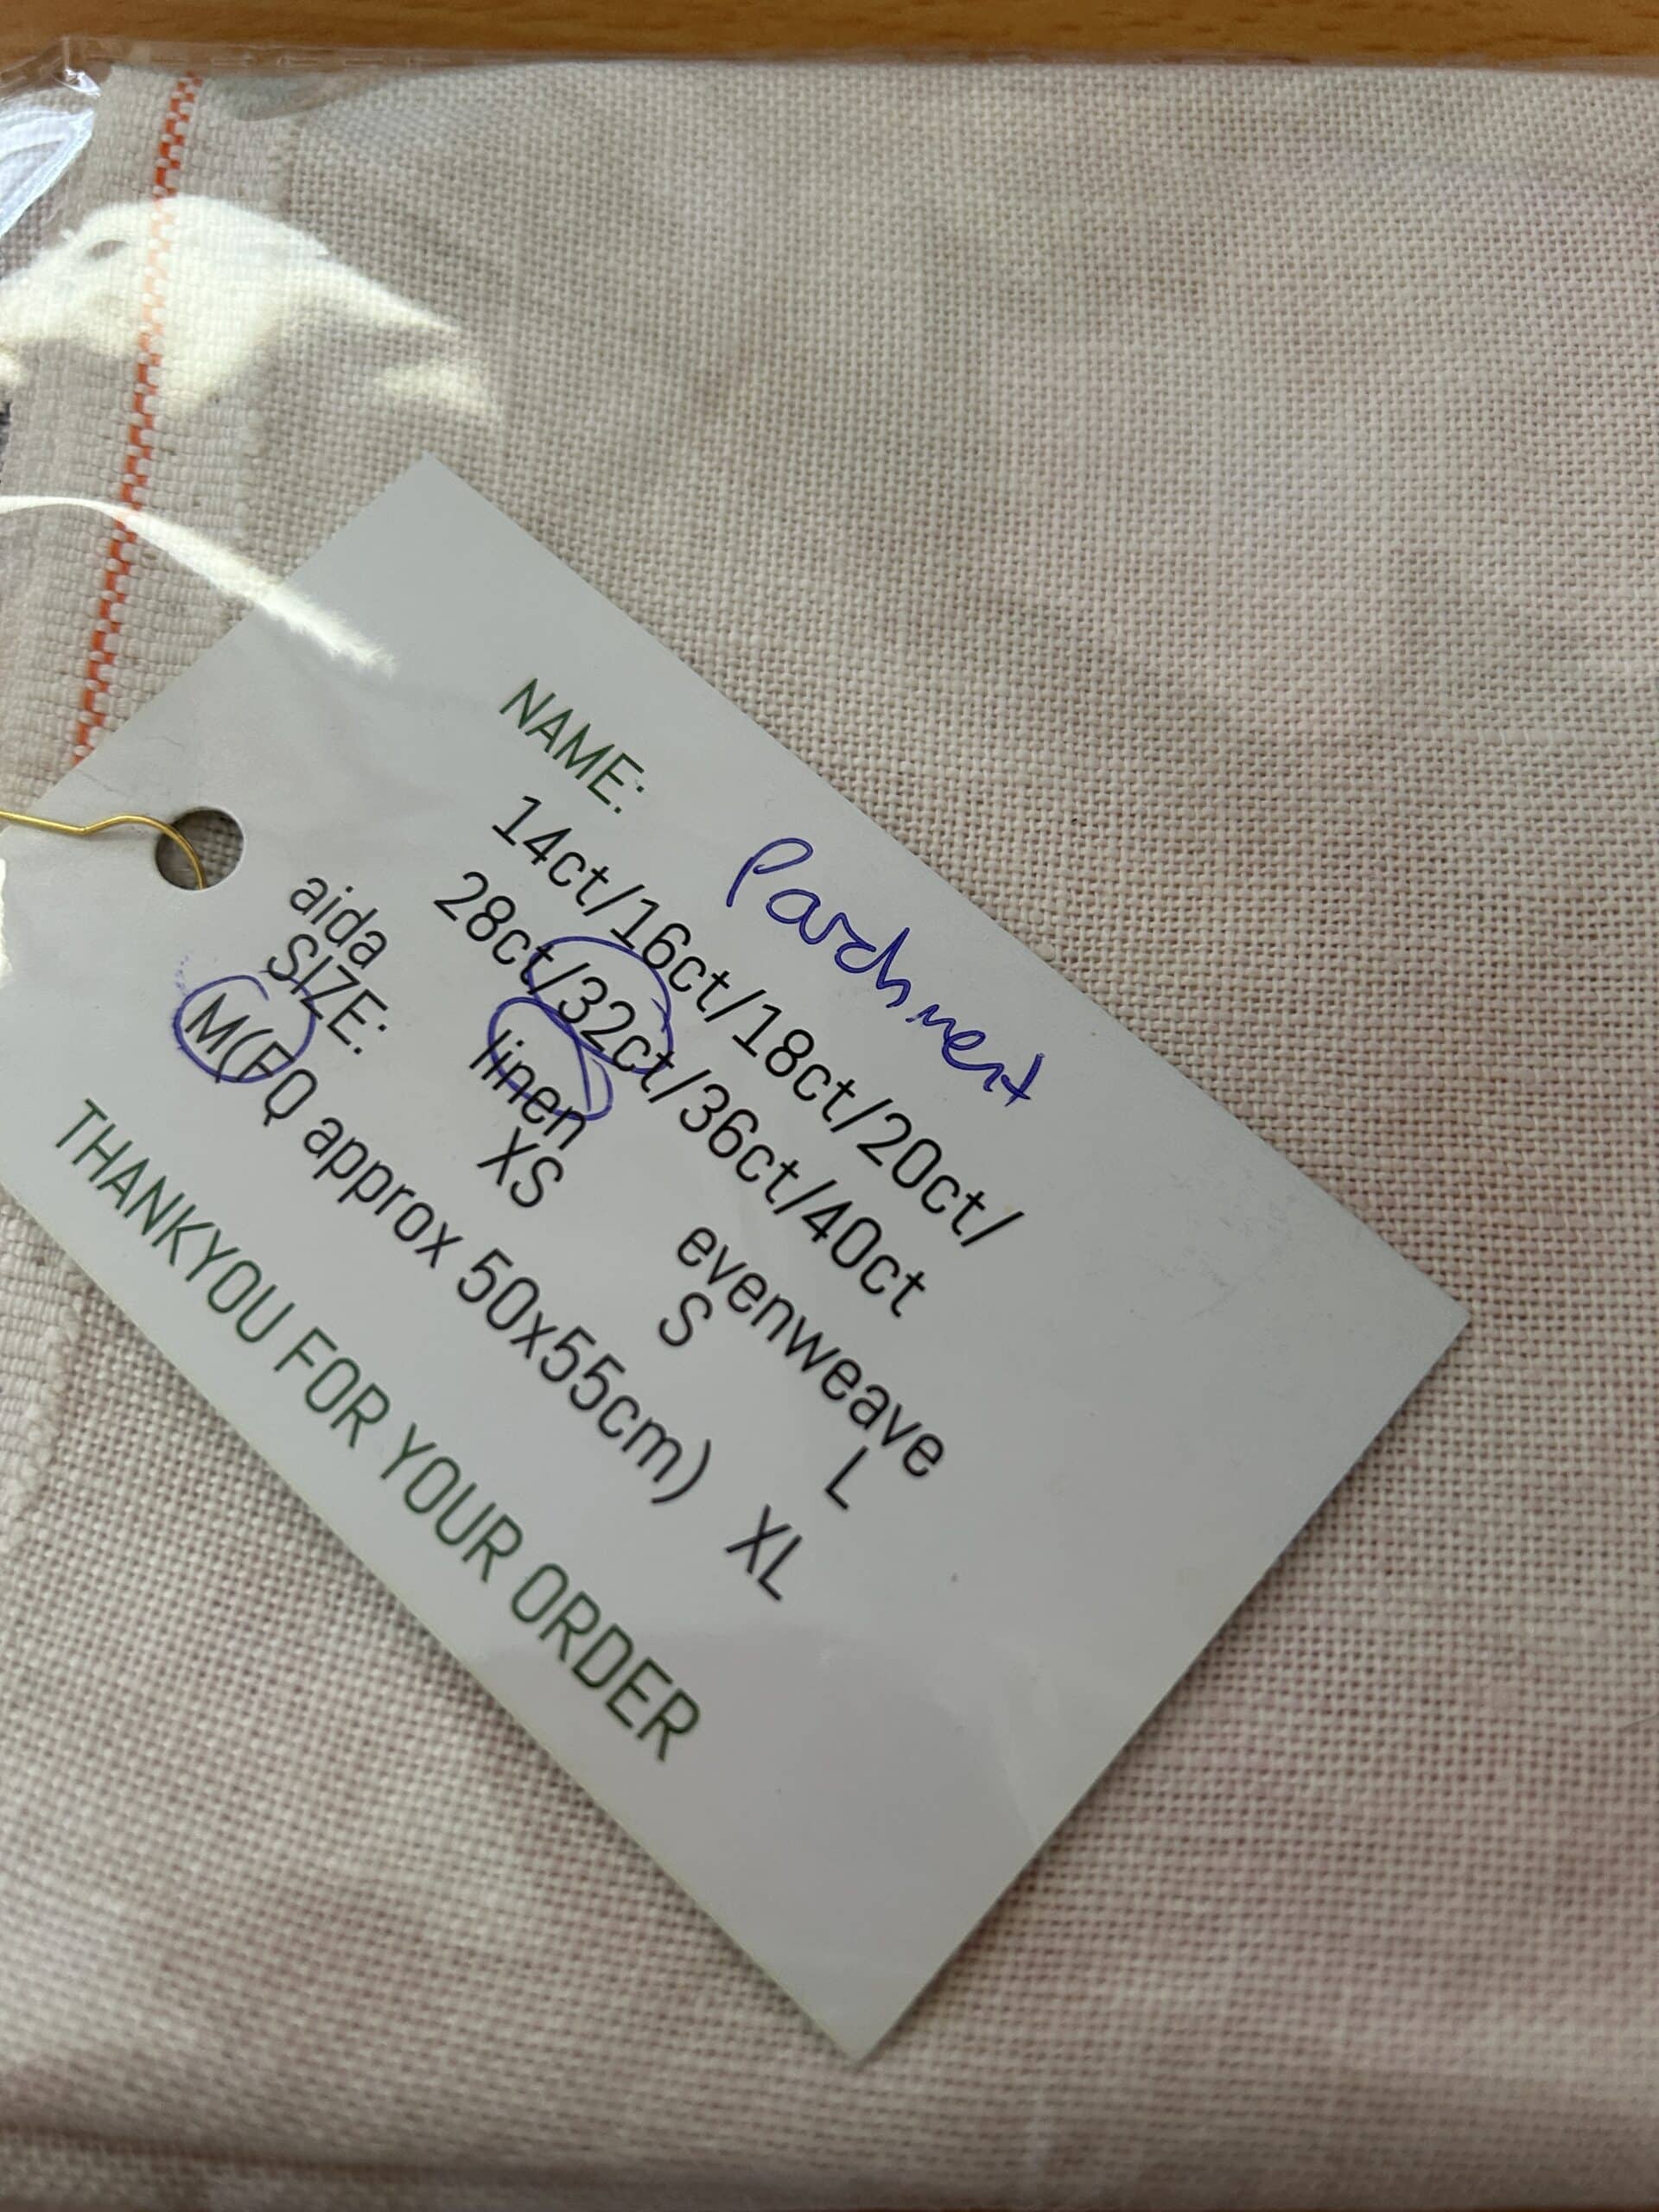 NAME: Parchment
14ct/16ct/18ct/20ct/
28ct/32ct/36ct/40ct
aida linen evenweave
SIZE: XS S L
M(FQ approx 50x55cm) XL
THANKYOU FOR YOUR ORDER